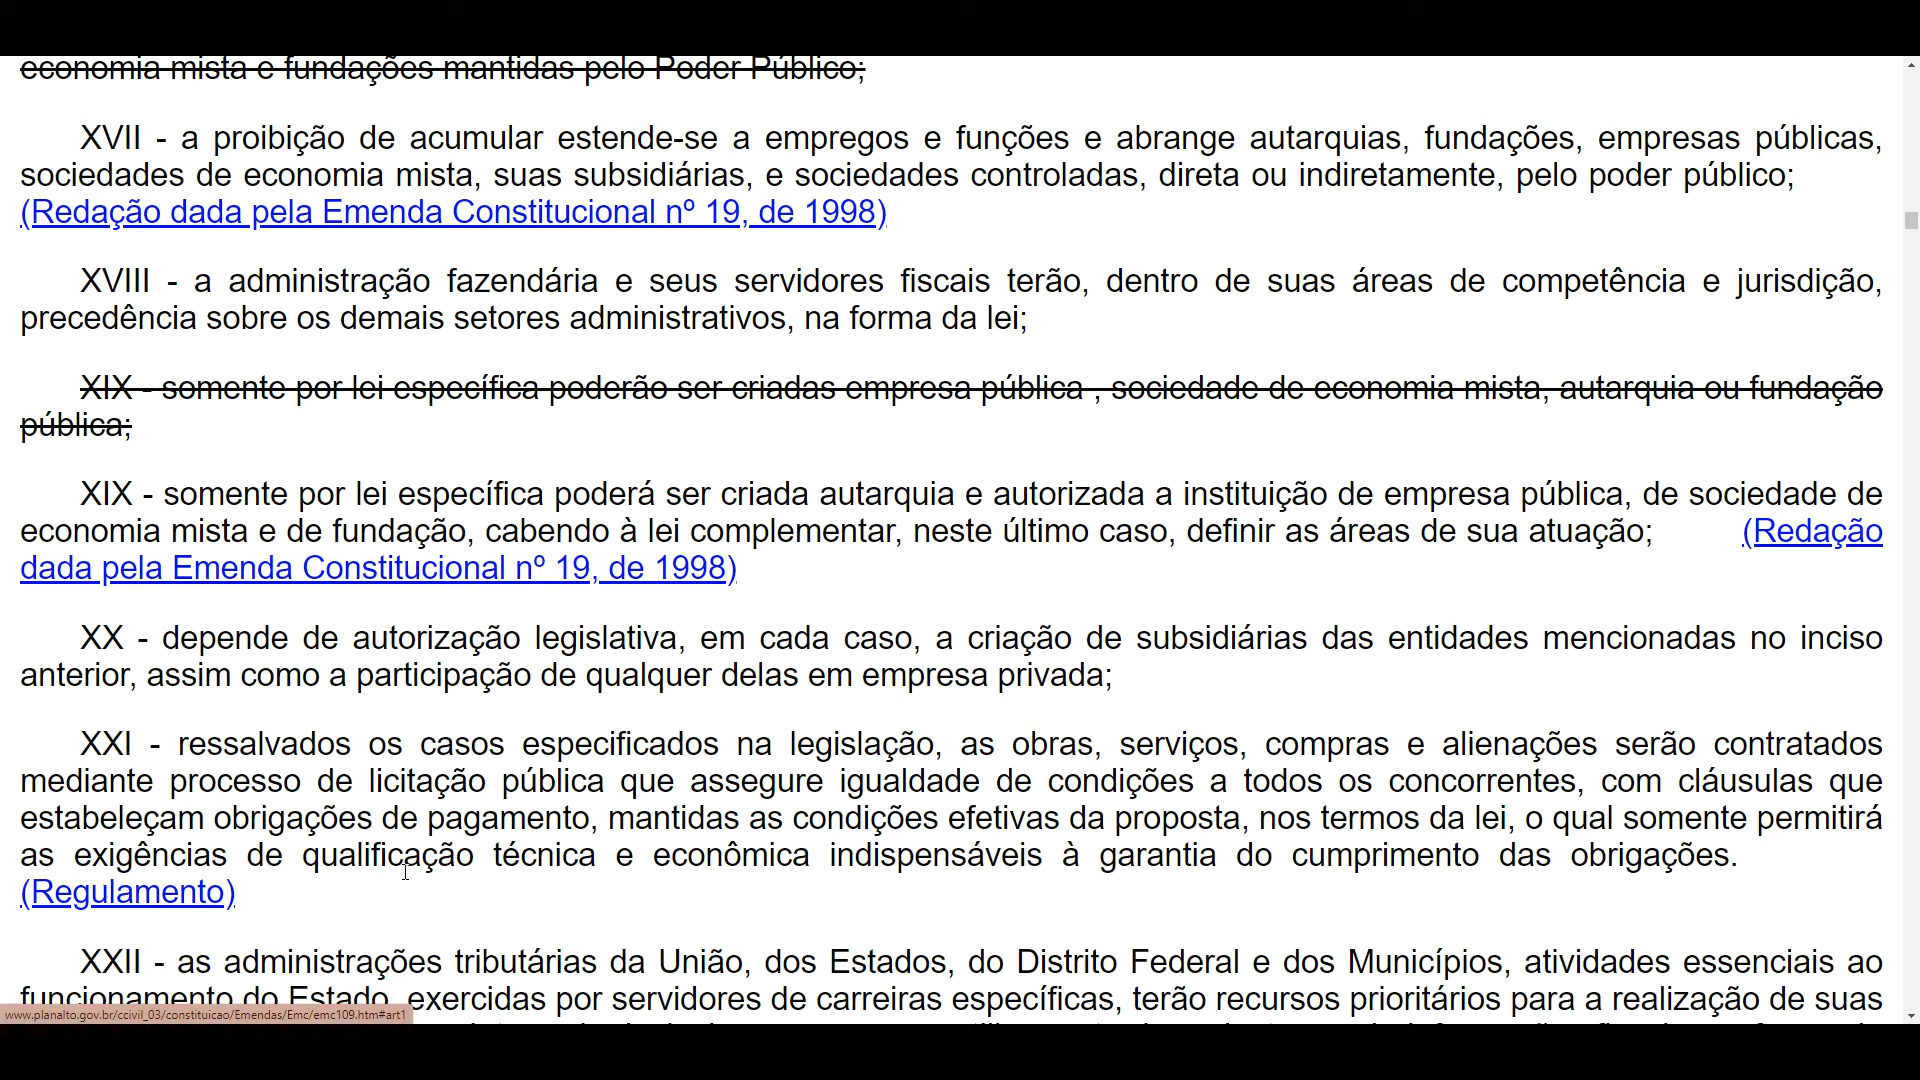 economia mista e fundações mantidas pelo Poder Público;
XVII - a proibição de acumular estende-se a empregos e funções e abrange autarquias, fundações, empresas públicas,
sociedades de economia mista, suas subsidiárias, e sociedades controladas, direta ou indiretamente, pelo poder público;
(Redação dada pela Emenda Constitucional nº 19, de 1998)
XVIII - a administração fazendária e seus servidores fiscais terão, dentro de suas áreas de competência e jurisdição,
precedência sobre os demais setores administrativos, na forma da lei;
XIX - somente por lei específica poderão ser criadas empresa pública , sociedade de economia mista, autarquia ou fundação
pública;
XIX - somente por lei específica poderá ser criada autarquia e autorizada a instituição de empresa pública, de sociedade de
economia mista e de fundação, cabendo à lei complementar, neste último caso, definir as áreas de sua atuação; (Redação
dada pela Emenda Constitucional nº 19, de 1998)
XX - depende de autorização legislativa, em cada caso, a criação de subsidiárias das entidades mencionadas no inciso
anterior, assim como a participação de qualquer delas em empresa privada;
XXI - ressalvados os casos especificados na legislação, as obras, serviços, compras e alienações serão contratados
mediante processo de licitação pública que assegure igualdade de condições a todos os concorrentes, com cláusulas que
estabeleçam obrigações de pagamento, mantidas as condições efetivas da proposta, nos termos da lei, o qual somente permitirá
as exigências de qualificação técnica e econômica indispensáveis à garantia do cumprimento das obrigações.
(Regulamento)
XXII - as administrações tributárias da União, dos Estados, do Distrito Federal e dos Municípios, atividades essenciais ao
funcionamento do Estado, exercidas por servidores de carreiras específicas, terão recursos prioritários para a realização de suas
www.planalto.gov.br/ccivil_03/constituicao/Emendas/Emc/emc109.htm#art1